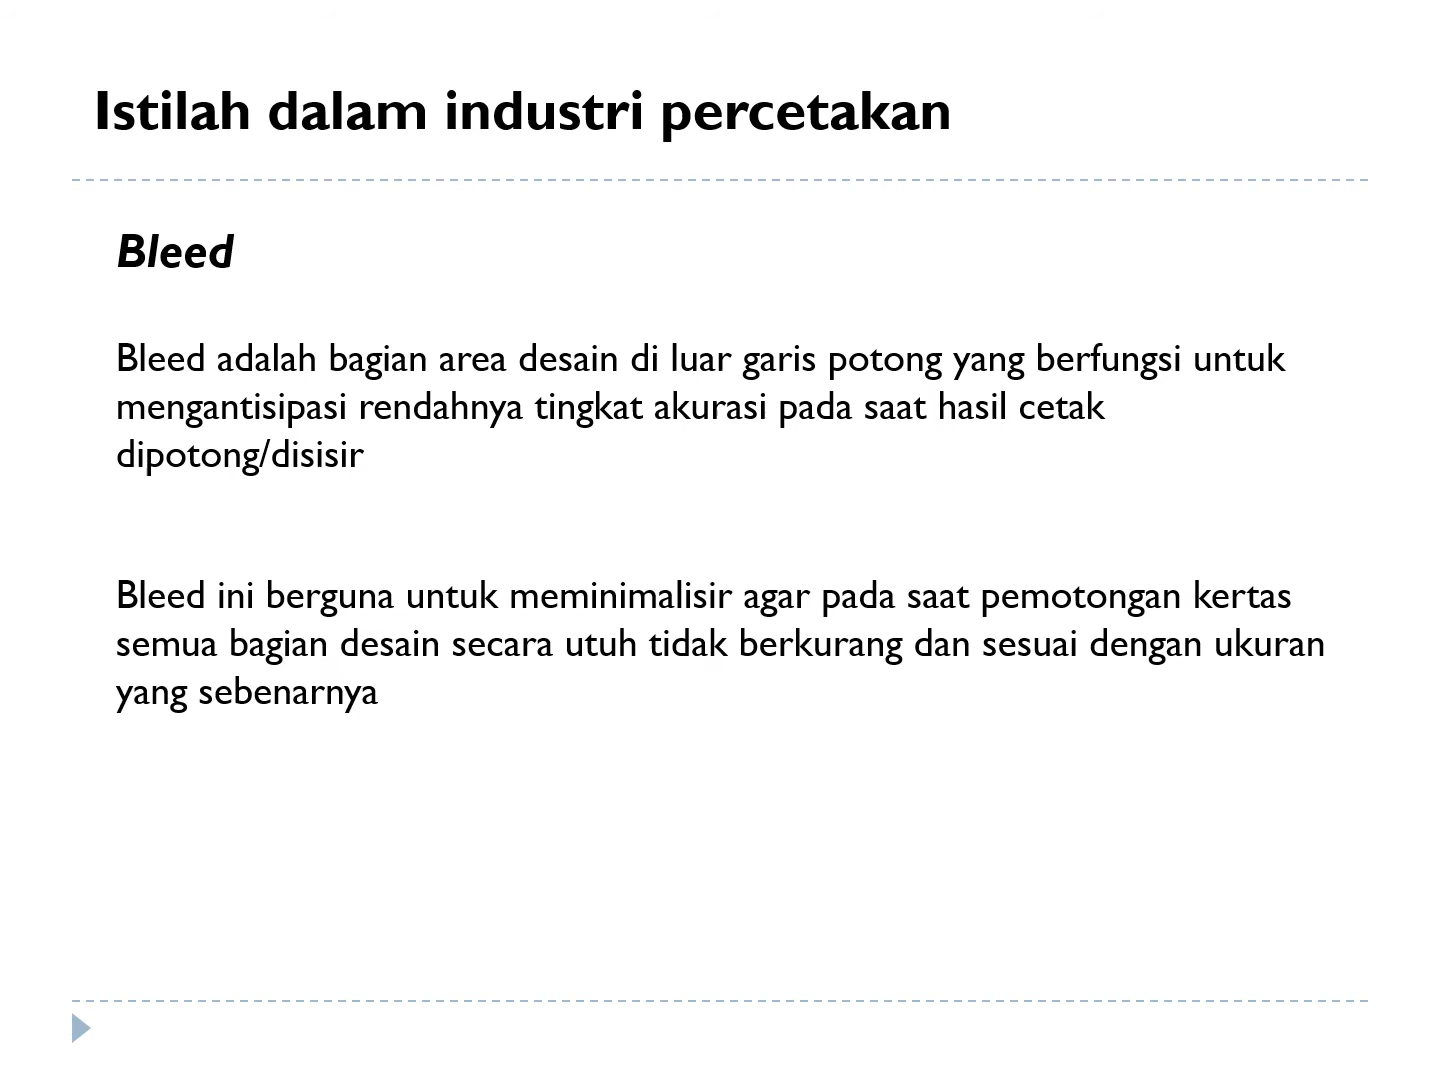 Istilah dalam industri percetakan
Bleed
Bleed adalah bagian area desain di luar garis potong yang berfungsi untuk
mengantisipasi rendahnya tingkat akurasi pada saat hasil cetak
dipotong/disisir
Bleed ini berguna untuk meminimalisir agar pada saat pemotongan kertas
semua bagian desain secara utuh tidak berkurang dan sesuai dengan ukuran
yang sebenarnya